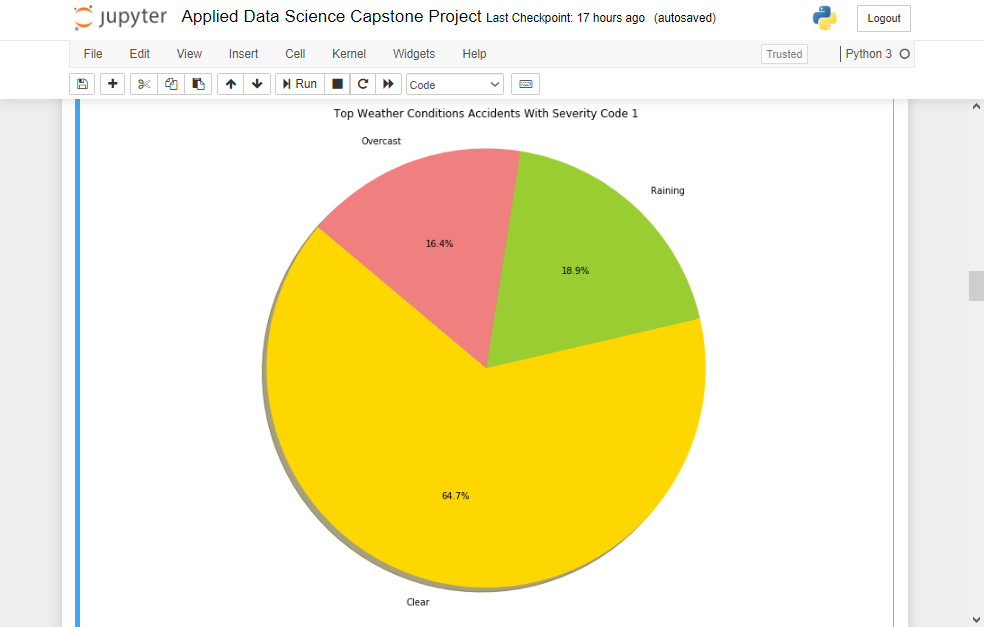 jupyter Applied Data Science Capstone Project Last Checkpoint: 17 hours ago (autosaved) Logout
File Edit View Insert Cell Kernel Widgets Help Trusted Python 3
Run Code
Top Weather Conditions Accidents With Severity Code 1
Overcast
Raining
16.4%
18.9%
64.7%
Clear